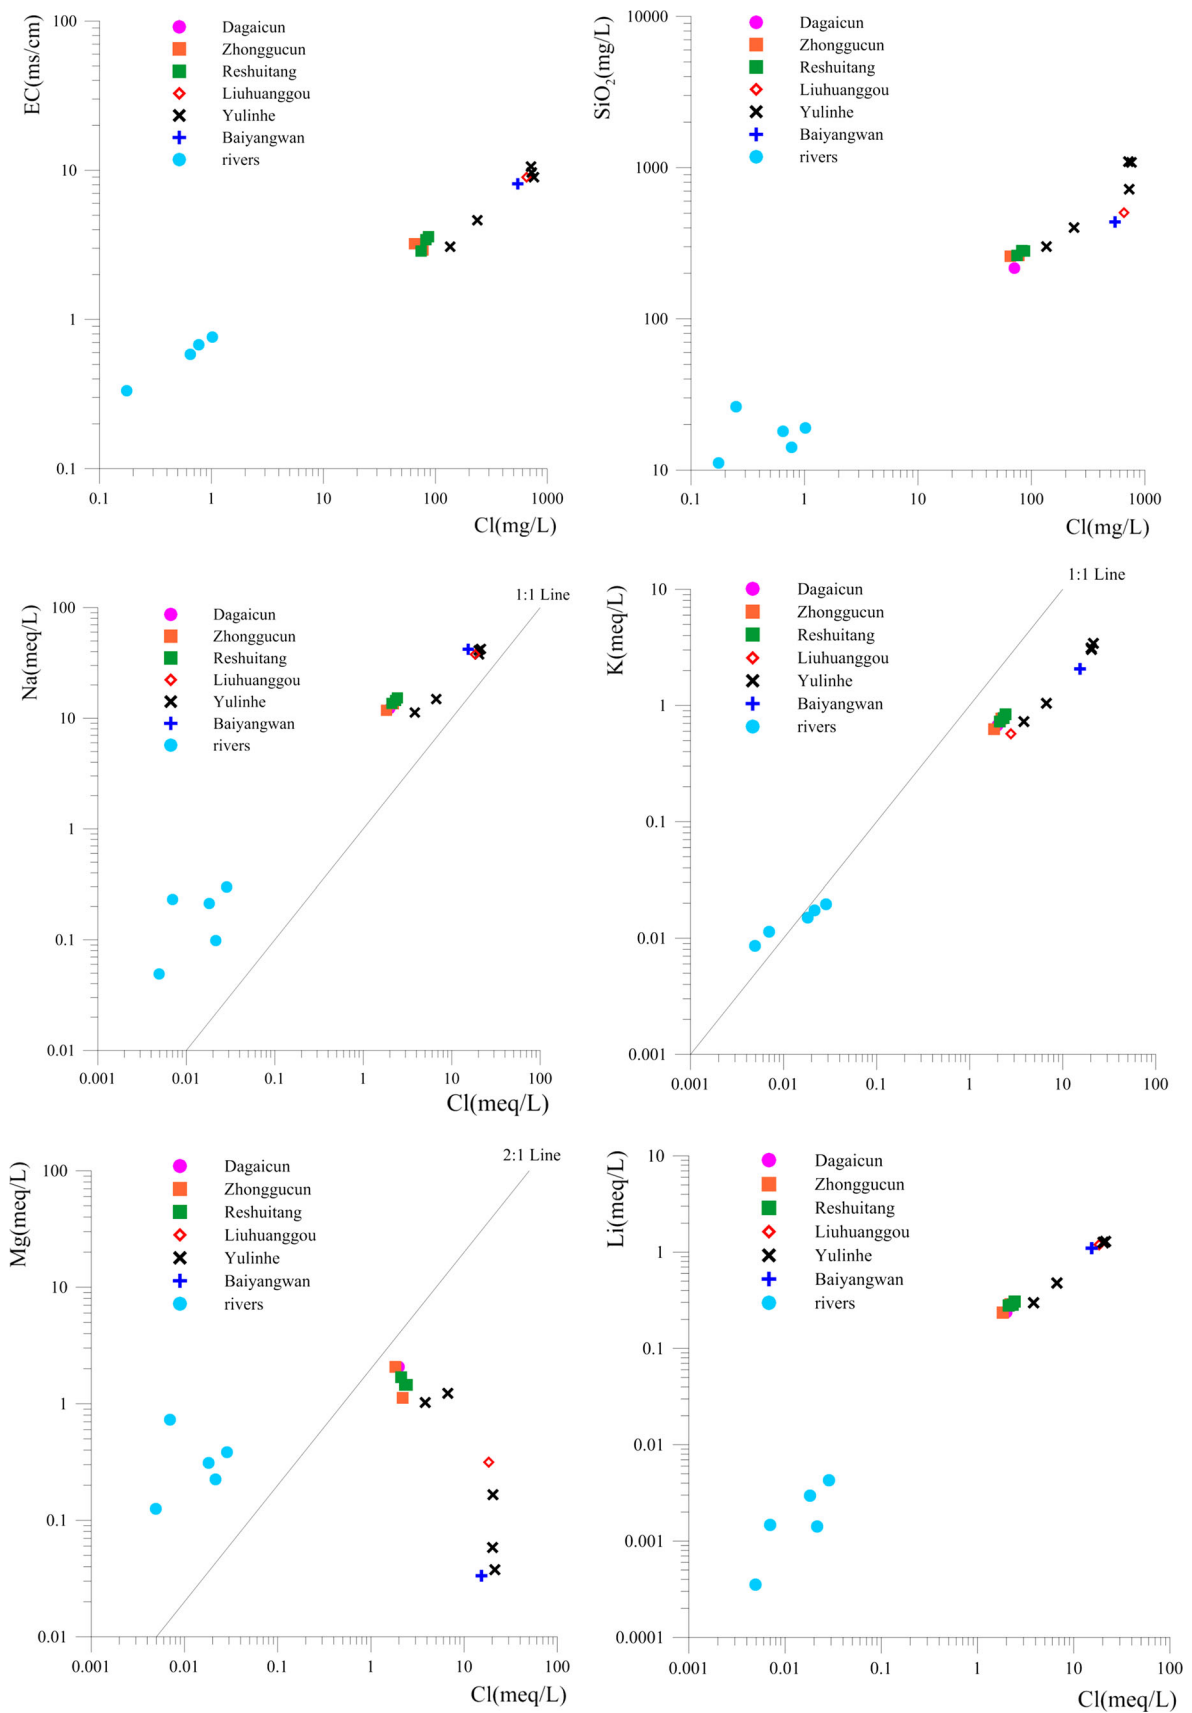 EC(ms/cm)
100
10
1
0.1
Dagaicun
Zhonggucun
Reshuitang
Liuhuanggou
Yulinhe
Baiyangwan
rivers
0.1
1
10
100
1000
Cl(mg/L)
SiO2(mg/L)
10000
1000
100
10
Dagaicun
Zhonggucun
Reshuitang
Liuhuanggou
Yulinhe
Baiyangwan
rivers
0.1
1
10
100
1000
Cl(mg/L)
Na(meq/L)
100
10
1
0.1
0.01
1:1 Line
Dagaicun
Zhonggucun
Reshuitang
Liuhuanggou
Yulinhe
Baiyangwan
rivers
0.001
0.01
0.1
1
10
100
Cl(meq/L)
K(meq/L)
10
1
0.1
0.01
0.001
1:1 Line
Dagaicun
Zhonggucun
Reshuitang
Liuhuanggou
Yulinhe
Baiyangwan
rivers
0.001
0.01
0.1
1
10
100
Cl(meq/L)
Mg(meq/L)
100
10
1
0.1
0.01
2:1 Line
Dagaicun
Zhonggucun
Reshuitang
Liuhuanggou
Yulinhe
Baiyangwan
rivers
0.001
0.01
0.1
1
10
100
Cl(meq/L)
Li(meq/L)
10
1
0.1
0.01
0.001
0.0001
Dagaicun
Zhonggucun
Reshuitang
Liuhuanggou
Yulinhe
Baiyangwan
rivers
0.001
0.01
0.1
1
10
100
Cl(meq/L)